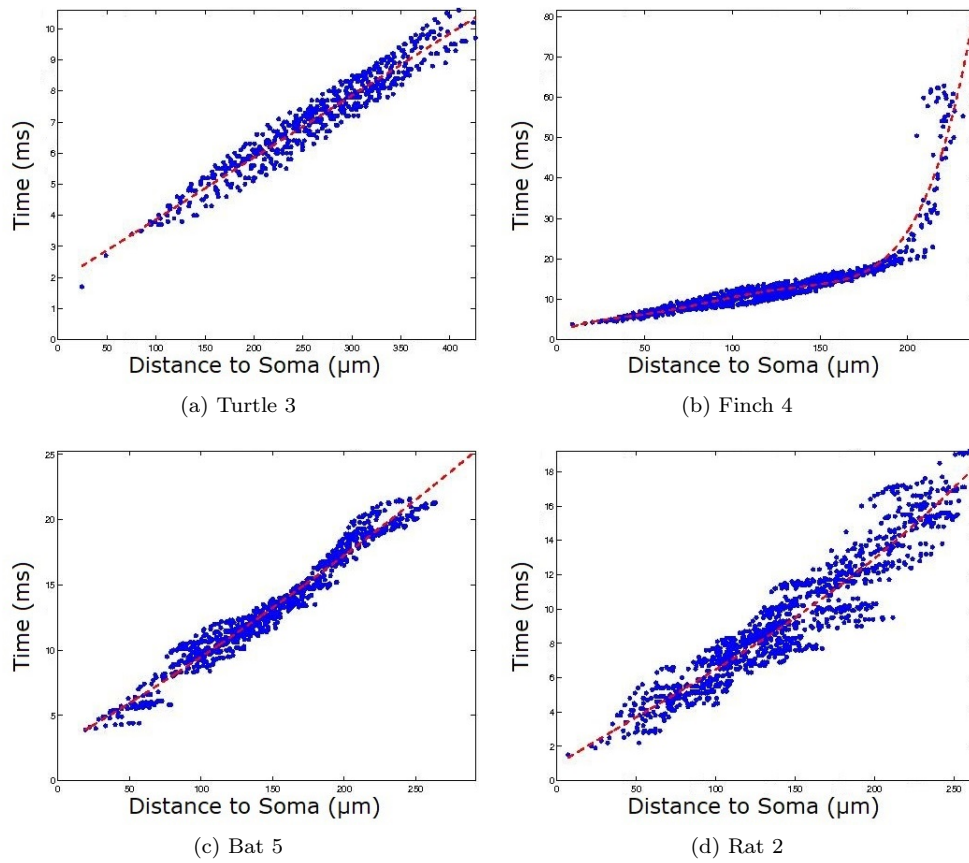 10
9
8
7
6
5
4
3
2
1
0
Time (ms)
0 50 100 150 200 250 300 350 400
Distance to Soma (µm)
(a) Turtle 3
80
70
60
50
40
30
20
10
0
Time (ms)
0 50 100 150 200
Distance to Soma (µm)
(b) Finch 4
25
20
15
10
5
0
Time (ms)
0 50 100 150 200 250
Distance to Soma (µm)
(c) Bat 5
18
16
14
12
10
8
6
4
2
0
Time (ms)
0 50 100 150 200 250
Distance to Soma (µm)
(d) Rat 2